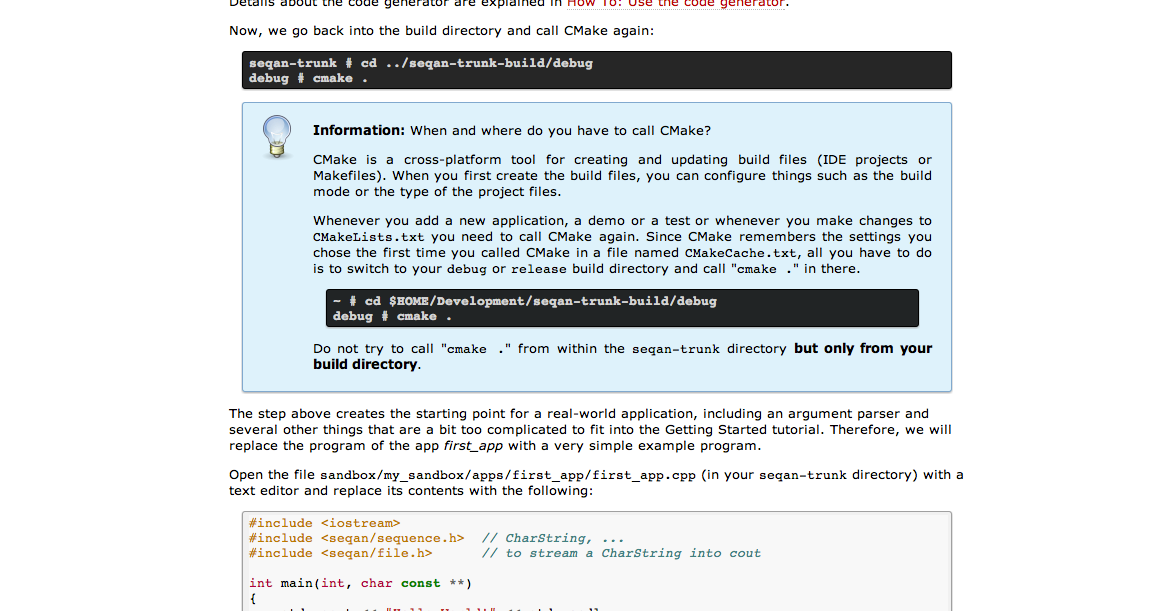 Details about the code generator are explained in How To: Use the code generator.
Now, we go back into the build directory and call CMake again:
seqan-trunk # cd ../seqan-trunk-build/debug
debug # cmake .
Information: When and where do you have to call CMake?
CMake is a cross-platform tool for creating and updating build files (IDE projects or
Makefiles). When you first create the build files, you can configure things such as the build
mode or the type of the project files.
Whenever you add a new application, a demo or a test or whenever you make changes to
CMakeLists.txt you need to call CMake again. Since CMake remembers the settings you
chose the first time you called CMake in a file named CMakeCache.txt, all you have to do
is to switch to your debug or release build directory and call "cmake ." in there.
~ # cd $HOME/Development/seqan-trunk-build/debug
debug # cmake .
Do not try to call "cmake ." from within the seqan-trunk directory but only from your
build directory.
The step above creates the starting point for a real-world application, including an argument parser and
several other things that are a bit too complicated to fit into the Getting Started tutorial. Therefore, we will
replace the program of the app first_app with a very simple example program.
Open the file sandbox/my_sandbox/apps/first_app/first_app.cpp (in your seqan-trunk directory) with a
text editor and replace its contents with the following:
#include <iostream>
#include <seqan/sequence.h> // CharString, ...
#include <seqan/file.h> // to stream a CharString into cout
int main(int, char const **)
{